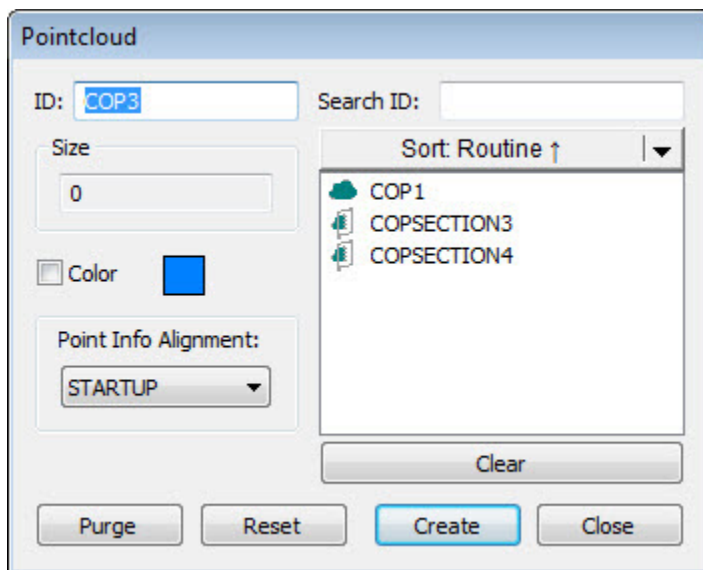 Pointcloud
ID: COP3
Search ID:
Size
0
Sort: Routine ↑
COP1
COPSECTION3
COPSECTION4
Color
Point Info Alignment:
STARTUP
Clear
Purge
Reset
Create
Close